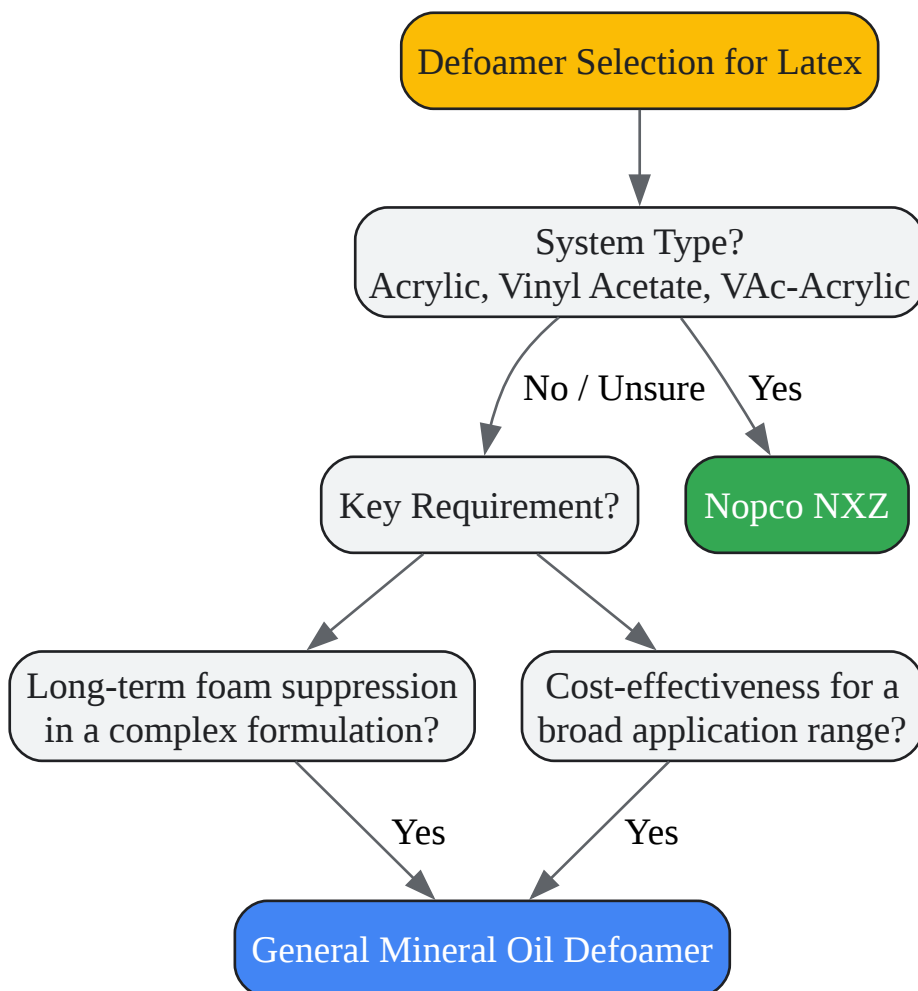 Defoamer Selection for Latex
System Type?
Acrylic, Vinyl Acetate, VAc-Acrylic
No / Unsure
Yes
Key Requirement?
Nopco NXZ
Long-term foam suppression
in a complex formulation?
Cost-effectiveness for a
broad application range?
Yes
Yes
General Mineral Oil Defoamer